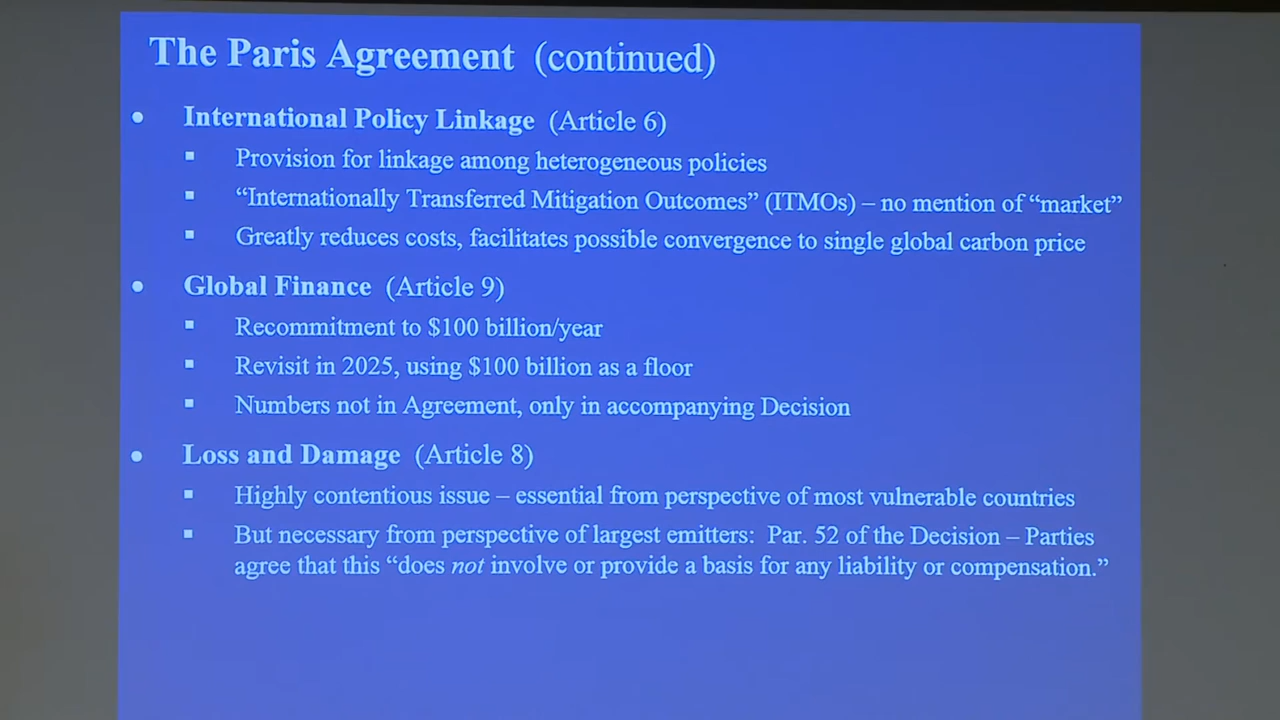 The Paris Agreement (continued)
• International Policy Linkage (Article 6)
▪ Provision for linkage among heterogeneous policies
▪ “Internationally Transferred Mitigation Outcomes” (ITMOs) – no mention of “market”
▪ Greatly reduces costs, facilitates possible convergence to single global carbon price
• Global Finance (Article 9)
▪ Recommitment to $100 billion/year
▪ Revisit in 2025, using $100 billion as a floor
▪ Numbers not in Agreement, only in accompanying Decision
• Loss and Damage (Article 8)
▪ Highly contentious issue – essential from perspective of most vulnerable countries
▪ But necessary from perspective of largest emitters: Par. 52 of the Decision – Parties
agree that this “does not involve or provide a basis for any liability or compensation.”